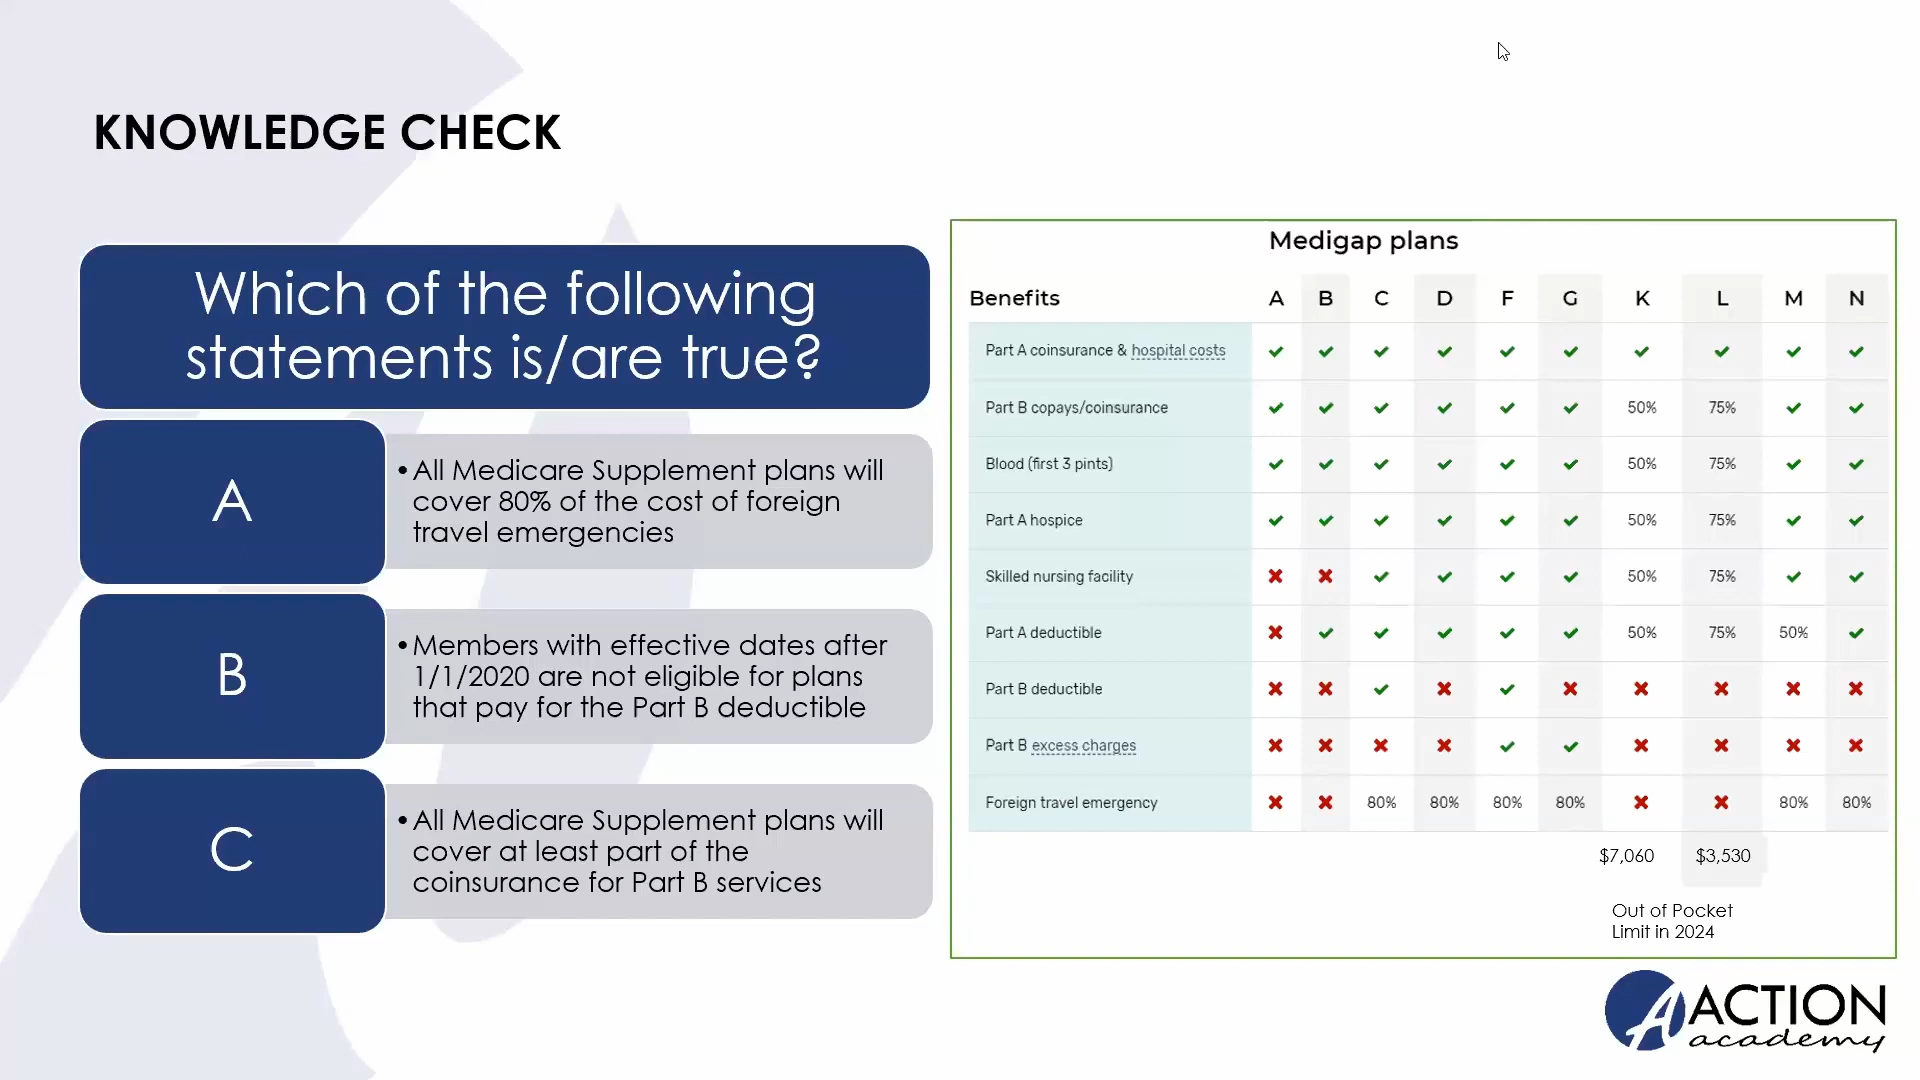 KNOWLEDGE CHECK
Which of the following
statements is/are true?
A
•All Medicare Supplement plans will
cover 80% of the cost of foreign
travel emergencies
B
•Members with effective dates after
1/1/2020 are not eligible for plans
that pay for the Part B deductible
C
•All Medicare Supplement plans will
cover at least part of the
coinsurance for Part B services
Medigap plans
Benefits A B C D F G K L M N
Part A coinsurance & hospital costs ✓ ✓ ✓ ✓ ✓ ✓ ✓ ✓ ✓ ✓
Part B copays/coinsurance ✓ ✓ ✓ ✓ ✓ ✓ 50% 75% ✓ ✓
Blood (first 3 pints) ✓ ✓ ✓ ✓ ✓ ✓ 50% 75% ✓ ✓
Part A hospice ✓ ✓ ✓ ✓ ✓ ✓ 50% 75% ✓ ✓
Skilled nursing facility ✖ ✖ ✓ ✓ ✓ ✓ 50% 75% ✓ ✓
Part A deductible ✖ ✓ ✓ ✓ ✓ ✓ 50% 75% 50% ✓
Part B deductible ✖ ✖ ✓ ✖ ✓ ✖ ✖ ✖ ✖ ✖
Part B excess charges ✖ ✖ ✖ ✖ ✓ ✓ ✖ ✖ ✖ ✖
Foreign travel emergency ✖ ✖ 80% 80% 80% 80% ✖ ✖ 80% 80%
$7,060 $3,530
Out of Pocket
Limit in 2024
A ACTION
academy